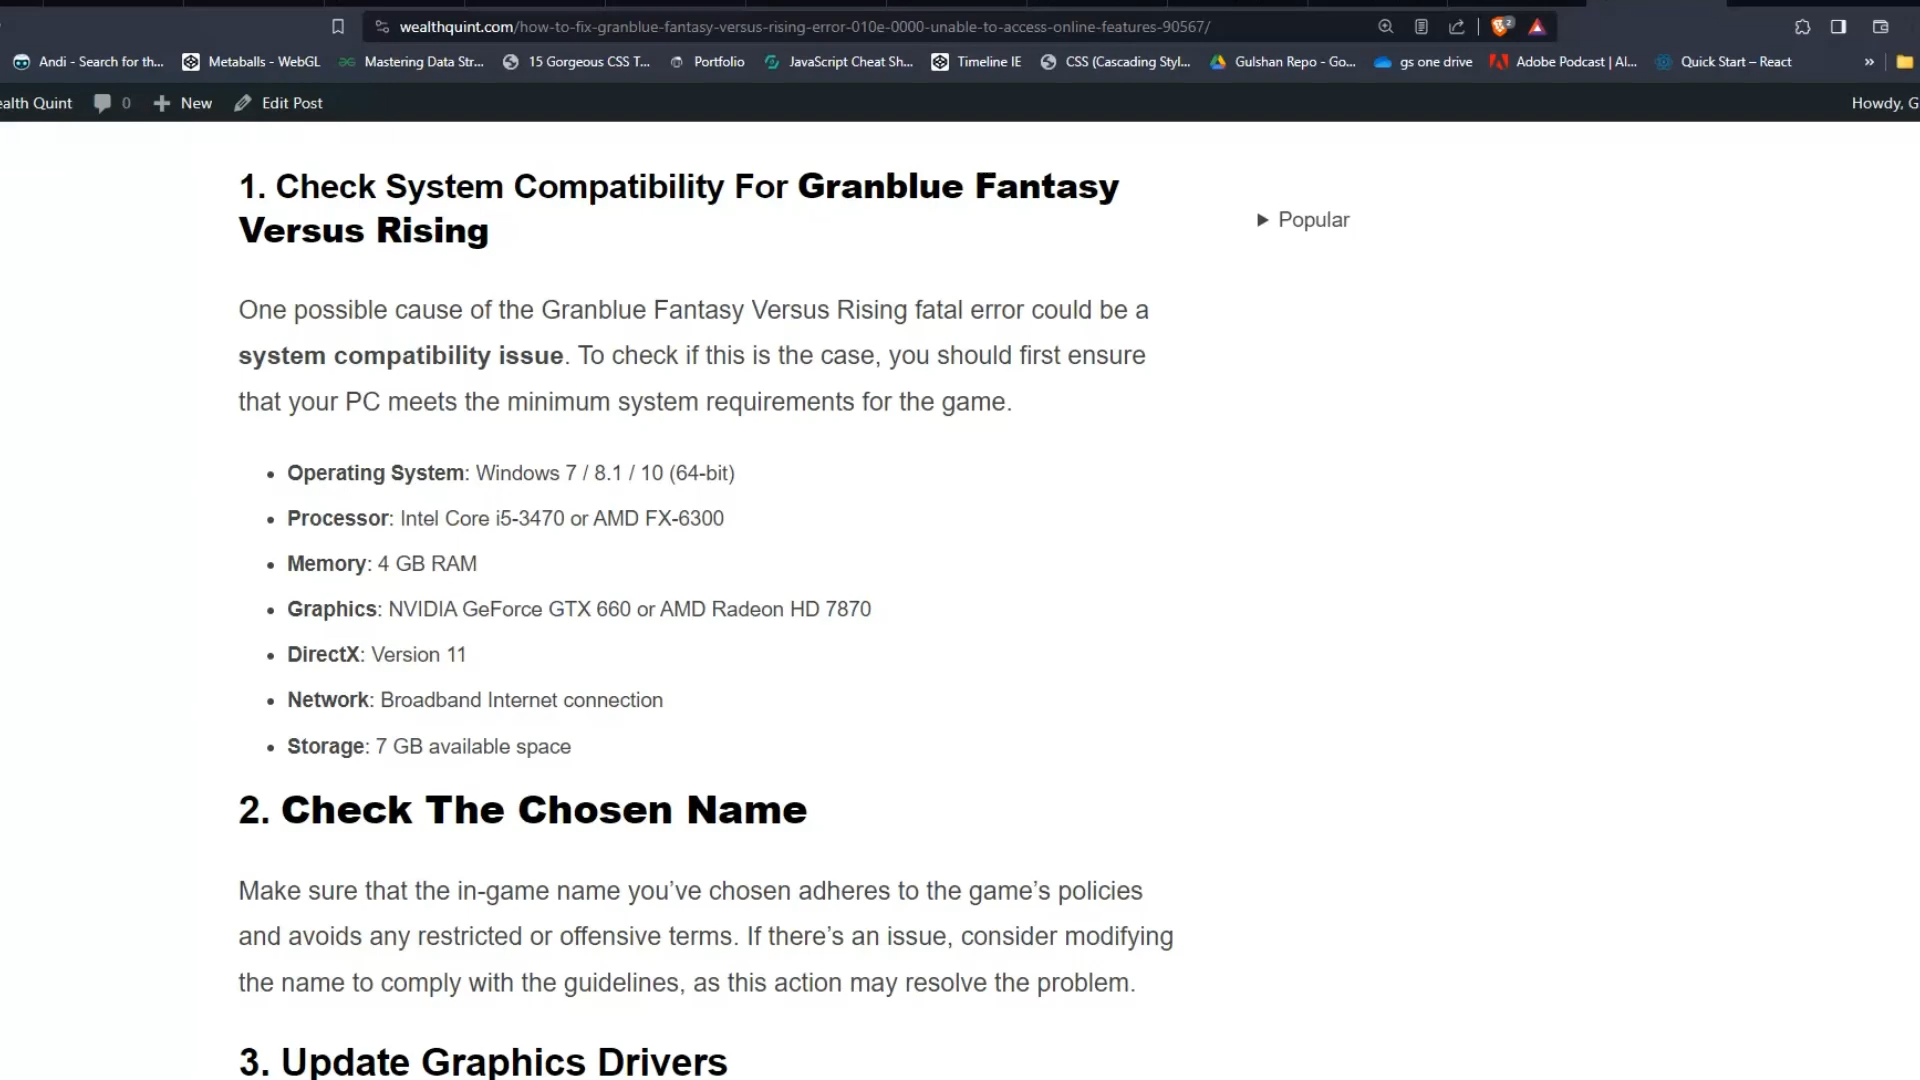 wealthquint.com/how-to-fix-granblue-fantasy-versus-rising-error-010e-0000-unable-to-access-online-features-90567/
2
Andi - Search for th... Metaballs - WebGL Mastering Data Str... 15 Gorgeous CSS T... Portfolio JavaScript Cheat Sh... Timeline IE CSS (Cascading Styl... Gulshan Repo - Go... gs one drive Adobe Podcast | AI... Quick Start – React »
ealth Quint 0 New Edit Post Howdy, G
1. Check System Compatibility For Granblue Fantasy
Versus Rising
Popular
One possible cause of the Granblue Fantasy Versus Rising fatal error could be a
system compatibility issue. To check if this is the case, you should first ensure
that your PC meets the minimum system requirements for the game.
• Operating System: Windows 7 / 8.1 / 10 (64-bit)
• Processor: Intel Core i5-3470 or AMD FX-6300
• Memory: 4 GB RAM
• Graphics: NVIDIA GeForce GTX 660 or AMD Radeon HD 7870
• DirectX: Version 11
• Network: Broadband Internet connection
• Storage: 7 GB available space
2. Check The Chosen Name
Make sure that the in-game name you’ve chosen adheres to the game’s policies
and avoids any restricted or offensive terms. If there’s an issue, consider modifying
the name to comply with the guidelines, as this action may resolve the problem.
3. Update Graphics Drivers